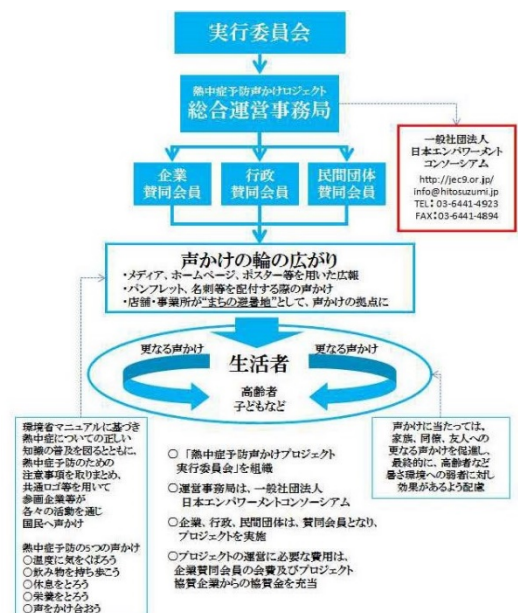 実行委員会
熱中症予防声かけプロジェクト
総合運営事務局
一般社団法人
日本エンパワーメント
コンソーシアム
http://jec9.or.jp/
info@hitosuzumi.jp
TEL：03-6441-4923
FAX：03-6441-4894
企業
賛同会員
行政
賛同会員
民間団体
賛同会員
声かけの輪の広がり
・メディア、ホームページ、ポスター等を用いた広報
・パンフレット、名刺等を配付する際の声かけ
・店舗・事業所が“まちの避暑地”として、声かけの拠点に
更なる声かけ
生活者
更なる声かけ
高齢者
子どもなど
環境省マニュアルに基づき
熱中症についての正しい
知識の普及を図るとともに、
熱中症予防のための
注意事項を取りまとめ、
共通ロゴ等を用いて
参画企業等が
各々の活動を通じ
国民へ声かけ
熱中症予防の5つの声かけ
○温度に気をくばろう
○飲み物を持ち歩こう
○休息をとろう
○栄養をとろう
○声をかけ合おう
○「熱中症予防声かけプロジェクト
実行委員会」を組織
○運営事務局は、一般社団法人
日本エンパワーメントコンソーシアム
○企業、行政、民間団体は、賛同会員となり、
プロジェクトを実施
○プロジェクトの運営に必要な費用は、
企業賛同会員の会費及びプロジェクト
協賛企業からの協賛金を充当
声かけに当たっては、
家族、同僚、友人への
更なる声かけを促進し、
最終的に、高齢者など
暑さ環境への弱者に対し
効果があるよう配慮